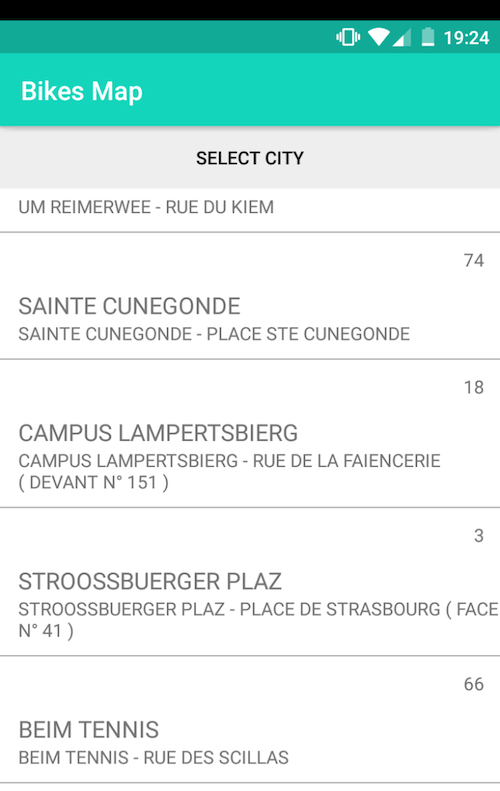 19:24
Bikes Map
SELECT CITY
UM REIMERWEE - RUE DU KIEM
74
SAINTE CUNEGONDE
SAINTE CUNEGONDE - PLACE STE CUNEGONDE
18
CAMPUS LAMPERTSBIERG
CAMPUS LAMPERTSBIERG - RUE DE LA FAIENCERIE
( DEVANT N° 151 )
3
STROOSSBUERGER PLAZ
STROOSSBUERGER PLAZ - PLACE DE STRASBOURG ( FACE
N° 41 )
66
BEIM TENNIS
BEIM TENNIS - RUE DES SCILLAS